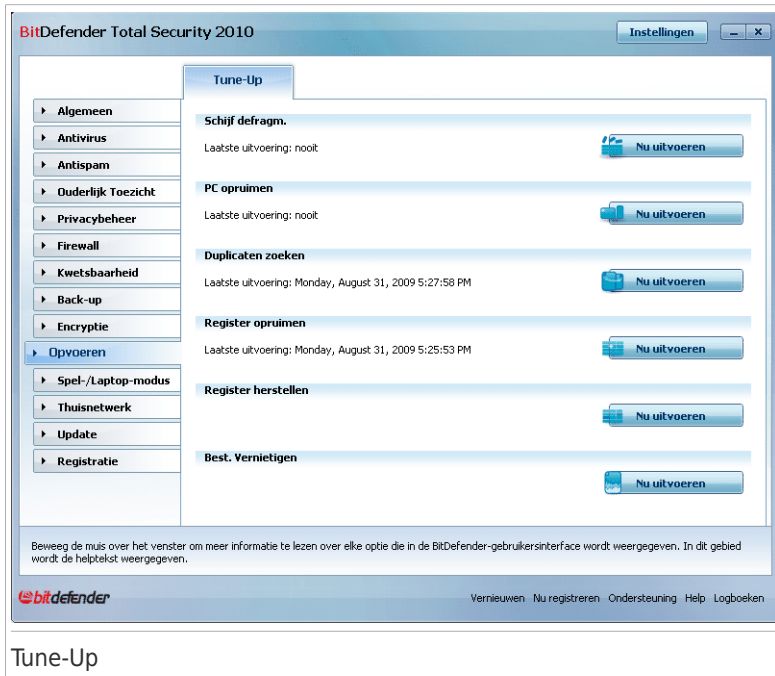 BitDefender Total Security 2010
Instellingen
Tune-Up
Algemeen
Antivirus
Antispam
Ouderlijk Toezicht
Privacybeheer
Firewall
Kwetsbaarheid
Back-up
Encryptie
Opvoeren
Spel-/Laptop-modus
Thuisnetwerk
Update
Registratie
Schijf defragm.
Laatste uitvoering: nooit
Nu uitvoeren
PC opruimen
Laatste uitvoering: nooit
Nu uitvoeren
Duplicaten zoeken
Laatste uitvoering: Monday, August 31, 2009 5:27:58 PM
Nu uitvoeren
Register opruimen
Laatste uitvoering: Monday, August 31, 2009 5:25:53 PM
Nu uitvoeren
Register herstellen
Nu uitvoeren
Best. Vernietigen
Nu uitvoeren
Beweeg de muis over het venster om meer informatie te lezen over elke optie die in de BitDefender-gebruikersinterface wordt weergegeven. In dit gebied
wordt de helptekst weergegeven.
bitdefender
Vernieuwen Nu registreren Ondersteuning Help Logboeken
Tune-Up